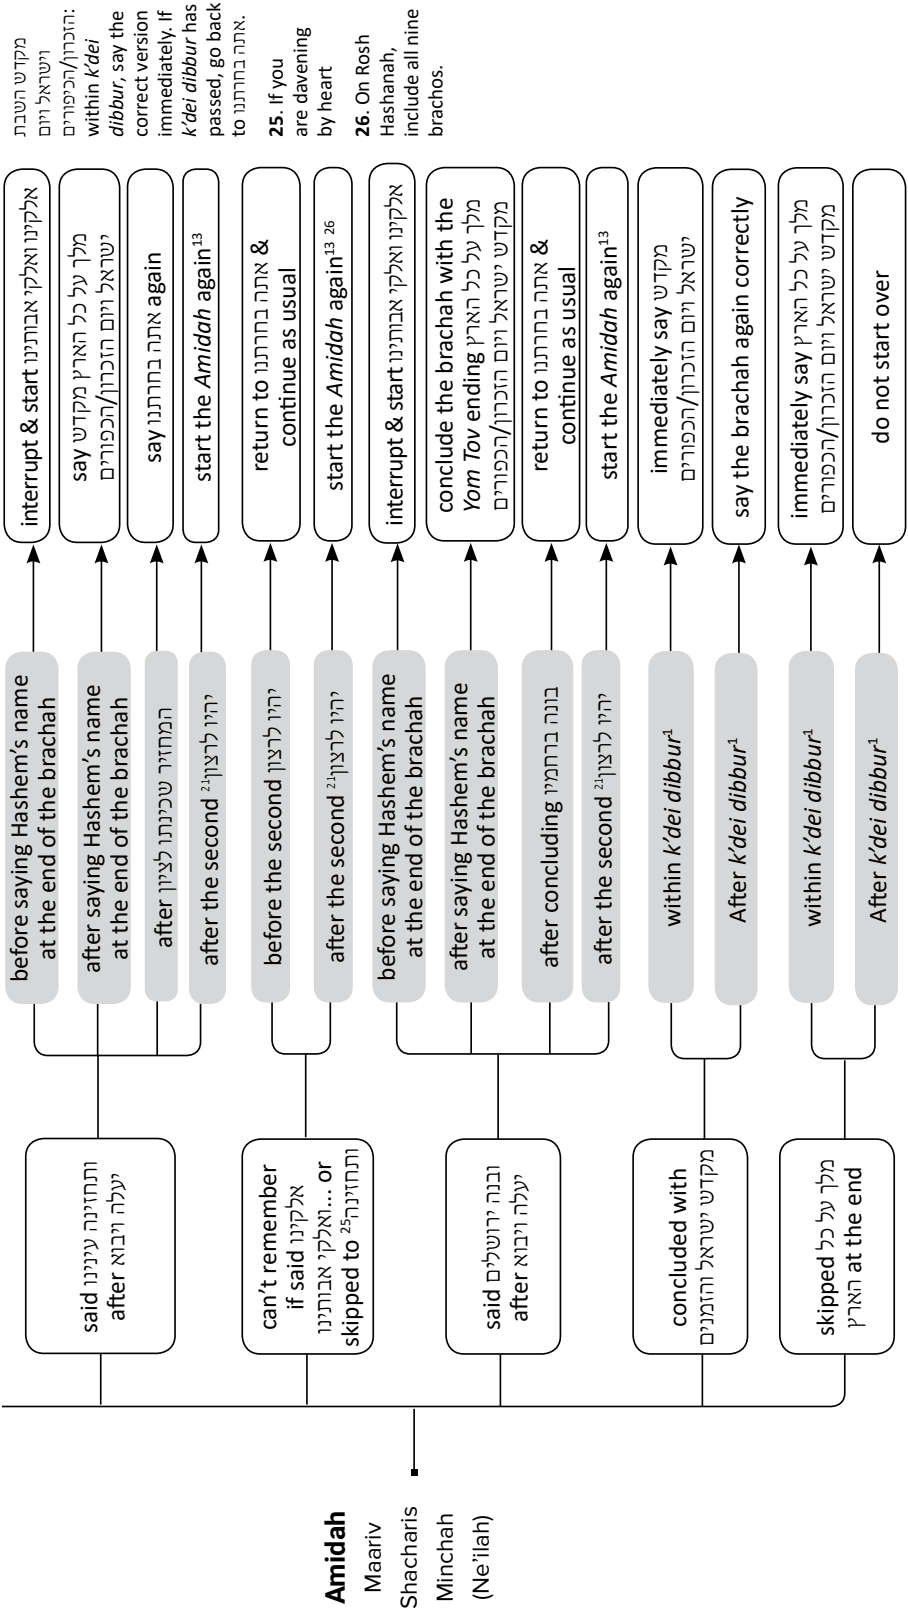 Amidah
Maariv
Shacharis
Minchah
(Ne'ilah)
said ותחזינה עינינו
after יעלה ויבוא
before saying Hashem's name
at the end of the brachah
interrupt & start אלקינו ואלקי אבותינו
after saying Hashem's name
at the end of the brachah
say מלך על כל הארץ מקדש
ישראל ויום הזכרון/הכפורים
after המחזיר שכינתו לציון
say אתה בחרתנו again
after the second יהיו לרצון21
start the Amidah again13
can't remember
if said אלקינו
ואלקי אבותינו... or
skipped to ותחזינה25
before the second יהיו לרצון
return to אתה בחרתנו &
continue as usual
after the second יהיו לרצון21
start the Amidah again13 26
said ובנה ירושלים
after יעלה ויבוא
before saying Hashem's name
at the end of the brachah
interrupt & start אלקינו ואלקי אבותינו
after saying Hashem's name
at the end of the brachah
conclude the brachah with the
Yom Tov ending מלך על כל הארץ
מקדש ישראל ויום הזכרון/הכפורים
after concluding בונה ברחמיו
return to אתה בחרתנו &
continue as usual
after the second יהיו לרצון21
start the Amidah again13
concluded with
מקדש ישראל והזמנים
within k'dei dibbur1
immediately say מקדש
ישראל ויום הזכרון/הכפורים
After k'dei dibbur1
say the brachah again correctly
skipped מלך על כל
הארץ at the end
within k'dei dibbur1
immediately say מלך על כל הארץ
מקדש ישראל ויום הזכרון/הכפורים
After k'dei dibbur1
do not start over
מקדש השבת
וישראל ויום
הזכרון/הכיפורים:
within k'dei
dibbur, say the
correct version
immediately. If
k'dei dibbur has
passed, go back
to אתה בחרתנו.
25. If you
are davening
by heart
26. On Rosh
Hashanah,
include all nine
brachos.